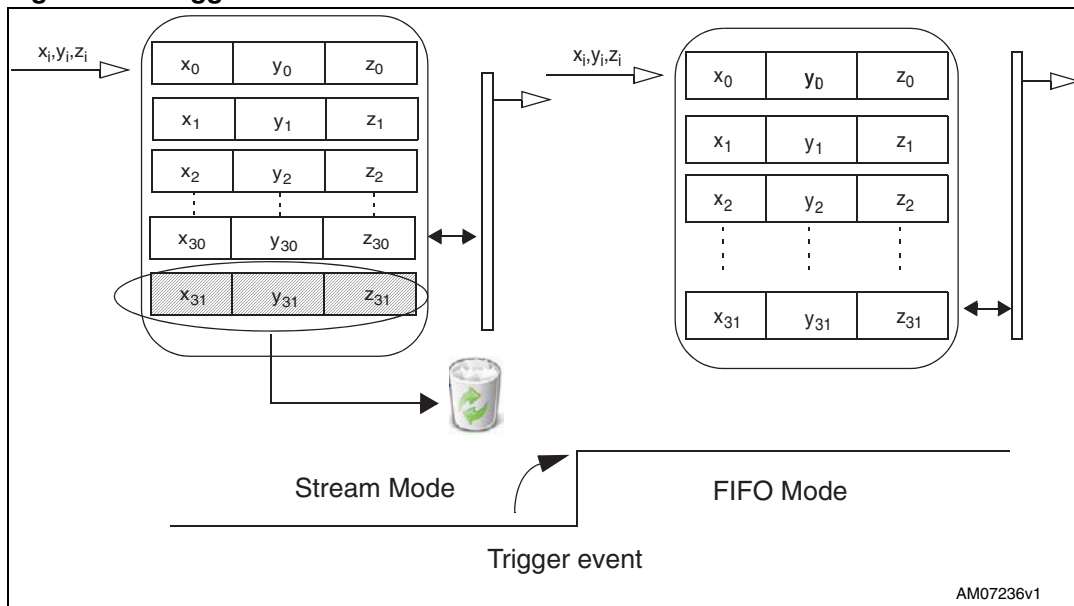 xi,yi,zi
x0 y0 z0
x1 y1 z1
x2 y2 z2
x30 y30 z30
x31 y31 z31
xi,yi,zi
x0 z0
x1 y1 z1
x2 y2 z2
x31 y31 z31
Stream Mode
FIFO Mode
Trigger event
AM07236v1